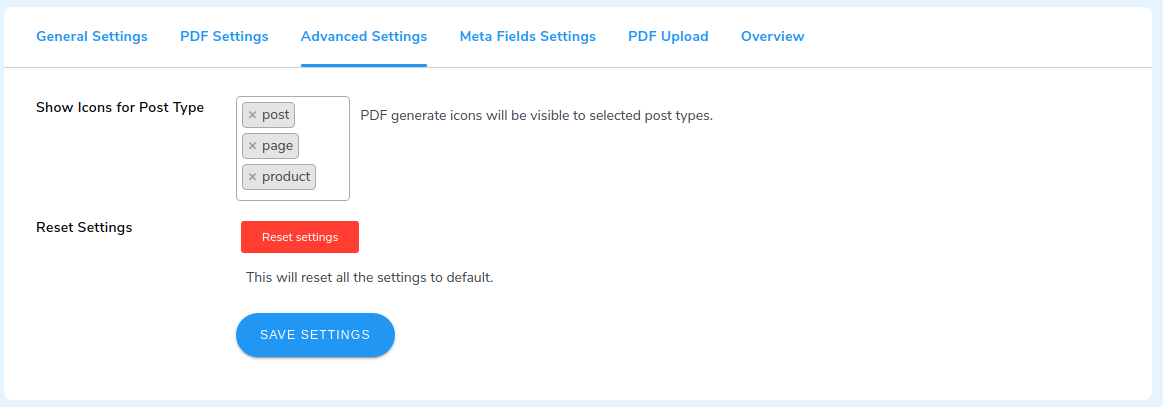 General Settings PDF Settings Advanced Settings Meta Fields Settings PDF Upload Overview
Show Icons for Post Type
× post
PDF generate icons will be visible to selected post types.
× page
× product
Reset Settings
Reset settings
This will reset all the settings to default.
SAVE SETTINGS